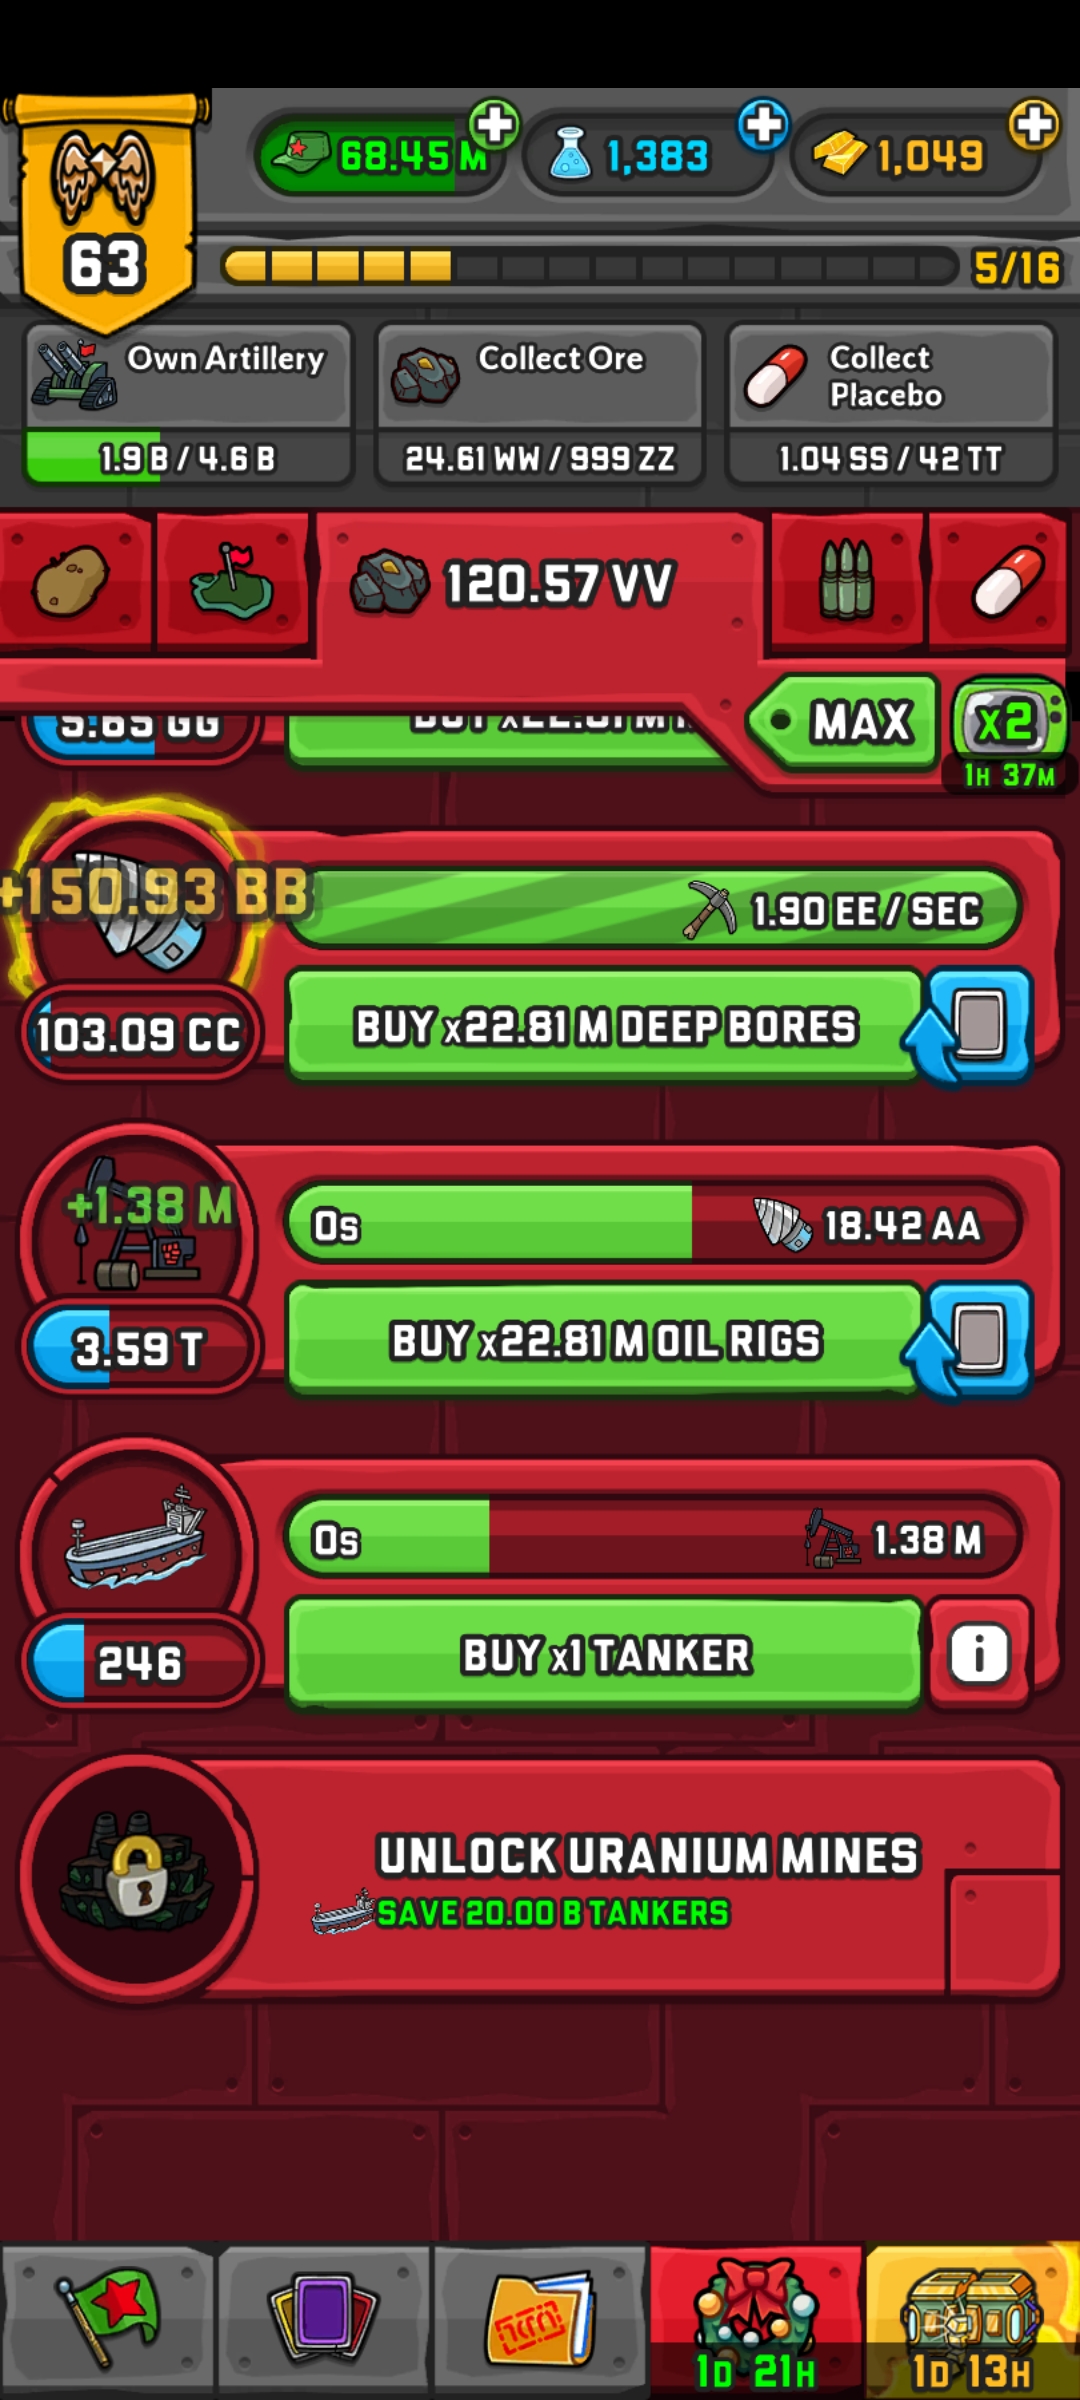 68.45 M
1,383
1,049
63
5/16
Own Artillery
1.9 B / 4.6 B
Collect Ore
24.61 WW / 999 ZZ
Collect
Placebo
1.04 SS / 42 TT
120.57 VV
MAX
x2
1H 37M
5.65 GG
+150.93 BB
1.90 EE / SEC
103.09 CC
BUY x22.81 M DEEP BORES
+1.38 M
0s
18.42 AA
3.59 T
BUY x22.81 M OIL RIGS
0s
1.38 M
246
BUY x1 TANKER
i
UNLOCK URANIUM MINES
SAVE 20.00 B TANKERS
1D 21H
1D 13H